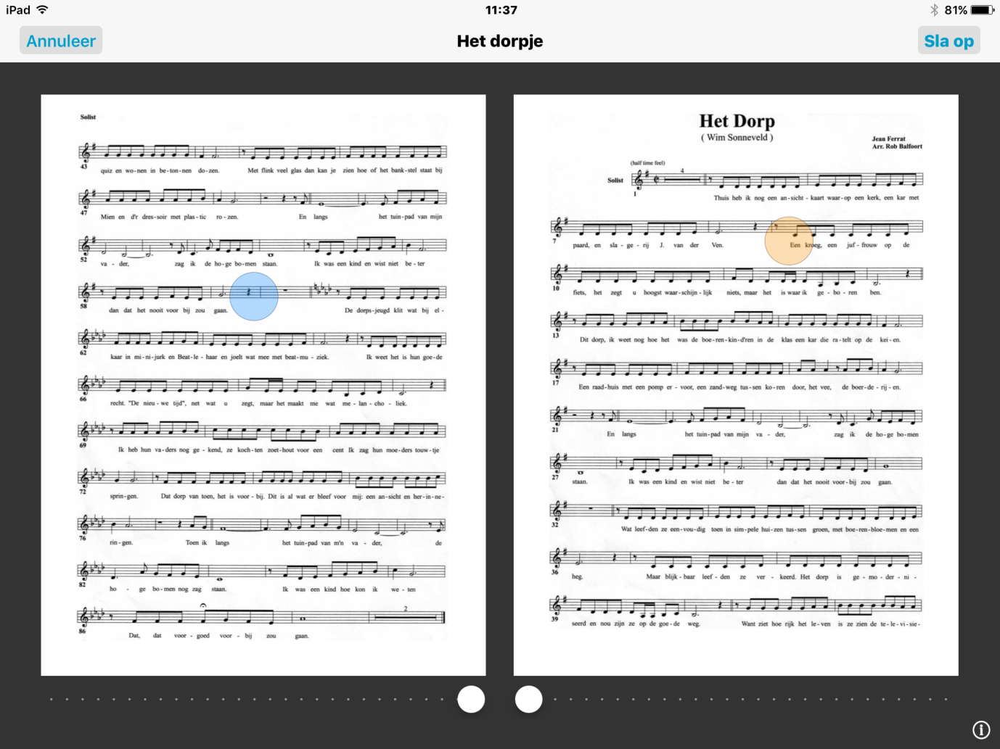 iPad 11:37 81%
Annuleer Het dorpje Sla op
Solist
43
quiz en wo-nen in be-ton-nen do-zen. Met flink veel glas dan kan je zien hoe of het bank-stel staat bij
47
Mien en d'r dres-soir met plas-tic ro-zen. En langs het tuin-pad van mijn
52
va - der, zag ik de ho-ge bo-men staan. Ik was een kind en wist niet be-ter
58
dan dat het nooit voor bij zou gaan. De dorps-jeugd klit wat bij el-
62
kaar in mi-ni-jurk en Beat-le-haar en joelt wat mee met beat-mu-ziek. Ik weet het is hun goe-de
66
recht. "De nieu-we tijd", net wat u zegt, maar het maakt me wat me-lan-cho-liek.
69
Ik heb hun va-ders nog ge-kend, ze koch-ten zoet-hout voor een cent Ik zag hun moe-ders touw-tje
72
sprin-gen. Dat dorp van toen, het is voor-bij. Dit is al wat er bleef voor mij: een an-sicht en her-in-ne-
76
rin-gen. Toen ik langs het tuin-pad van m'n va - der, de
82
ho - ge bo-men nog zag staan. Ik was een kind hoe kon ik we-ten
2
86
Dat, dat voor-goed voor-bij zou gaan.
Het Dorp
( Wim Sonneveld )
Jean Ferrat
Arr. Rob Balfoort
(half time feel)
4
Solist
1
Thuis heb ik nog een an-sicht-kaart waar-op een kerk, een kar met
7
paard, en sla-ge-rij J. van der Ven. Een kroeg, een juf-frouw op de
10
fiets, het zegt u hoogst waar-schijn-lijk niets, maar het is waar ik ge-bo-ren ben.
13
Dit dorp, ik weet nog hoe het was de boe-ren-kin-d'ren in de klas een kar die ra-telt op de kei-en.
17
Een raad-huis met een pomp er-voor, een zand-weg tus-sen ko-ren door, het vee, de boer-de-rij-en.
21
En langs het tuin-pad van mijn va - der, zag ik de ho-ge bo-men
27
staan. Ik was een kind en wist niet be-ter dan dat het nooit voor-bij zou gaan.
32
Wat leef-den ze een-vou-dig toen in sim-pele hui-zen tus-sen groen, met boe-ren-bloe-men en een
36
heg. Maar blijk-baar leef-den ze ver-keerd. Het dorp is ge-mo-der-ni-
39
seerd en nou zijn ze op de goe-de weg. Want ziet hoe rijk het le-ven is ze zien de te-le-vi-sie-